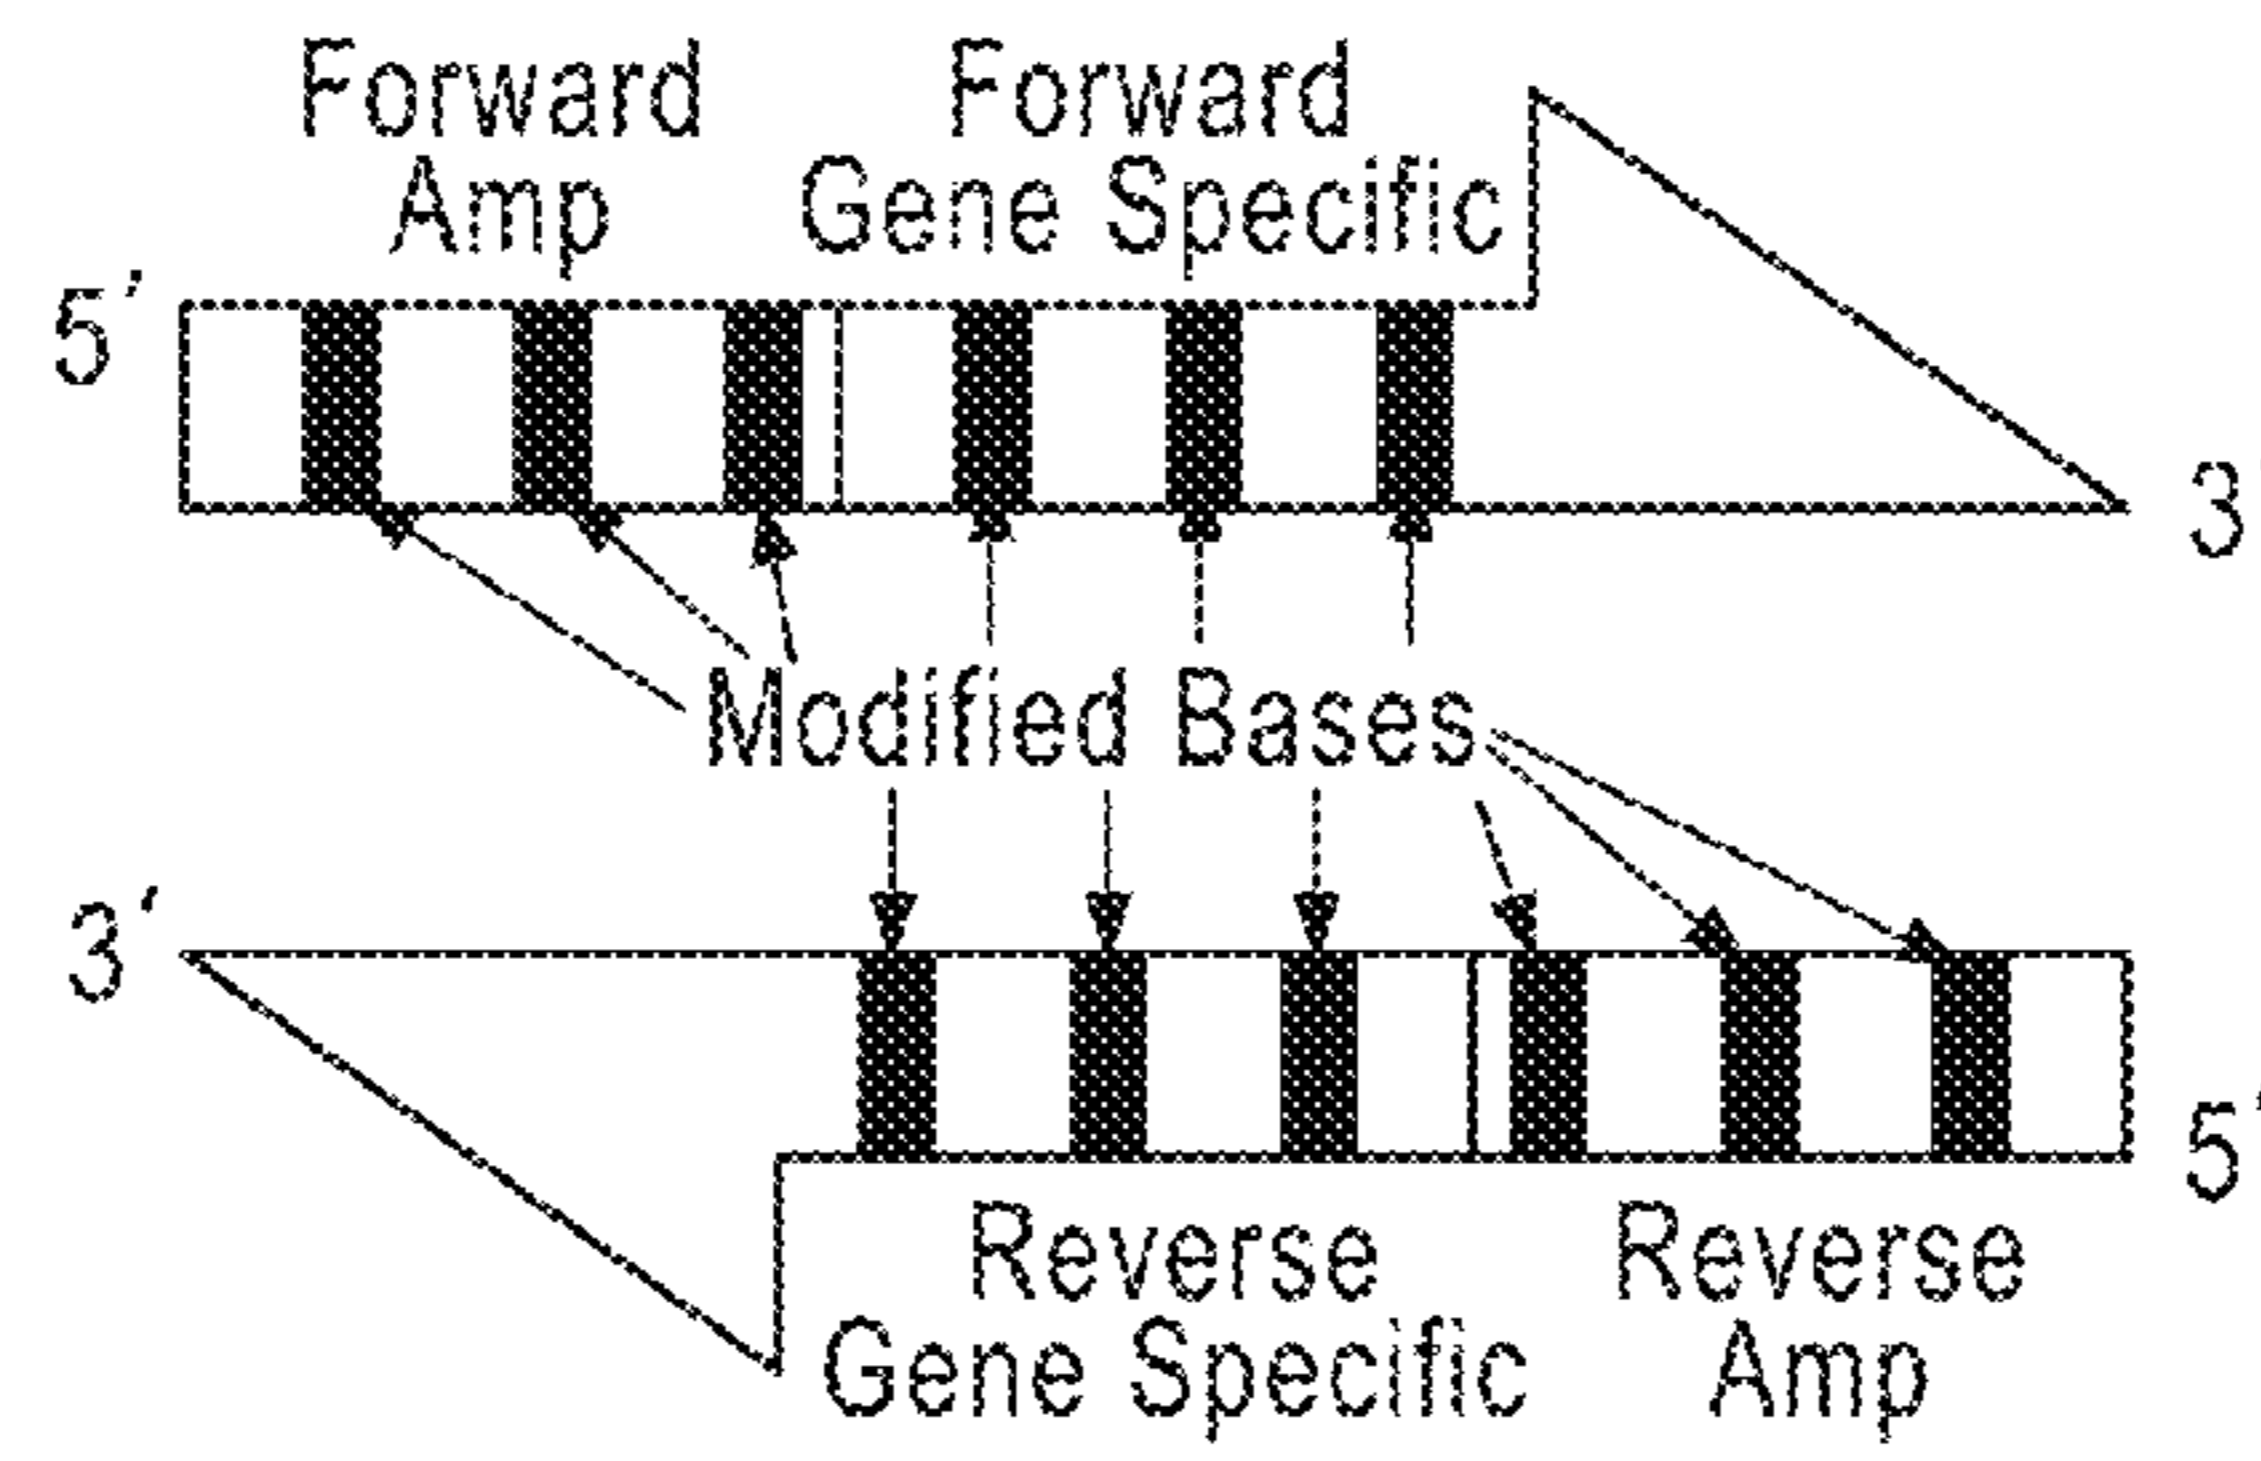 Forward
Amp
Forward
Gene Specific
5'
3'
Modified Bases
3'
5'
Reverse
Gene Specific
Reverse
Amp